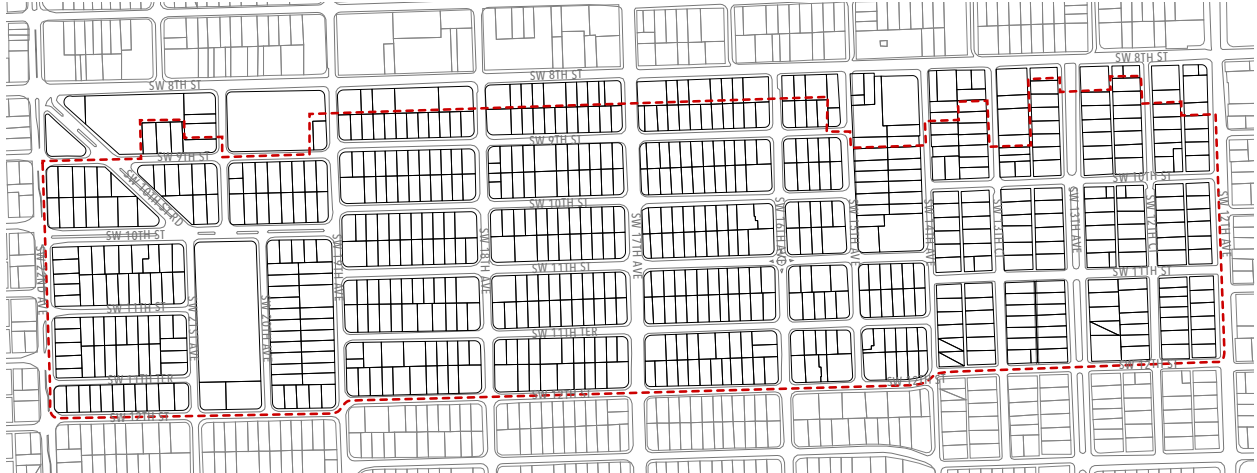 SW 8TH ST
SW 8TH ST
SW 8TH ST
SW 9TH ST
SW 9TH ST
SW 10TH ST RD
SW 10TH ST
SW 10TH ST
SW 10TH ST
SW 22ND AVE
SW 21ST AVE
SW 20TH AVE
SW 19TH AVE
SW 18TH AVE
SW 17TH AVE
SW 16TH AVE
SW 15TH AVE
SW 14TH AVE
SW 13TH CT
SW 13TH AVE
SW 12TH CT
SW 12TH AVE
SW 11TH ST
SW 11TH ST
SW 11TH ST
SW 11TH TER
SW 11TH TER
SW 12TH ST
SW 12TH ST
SW 12TH ST
SW 12TH ST